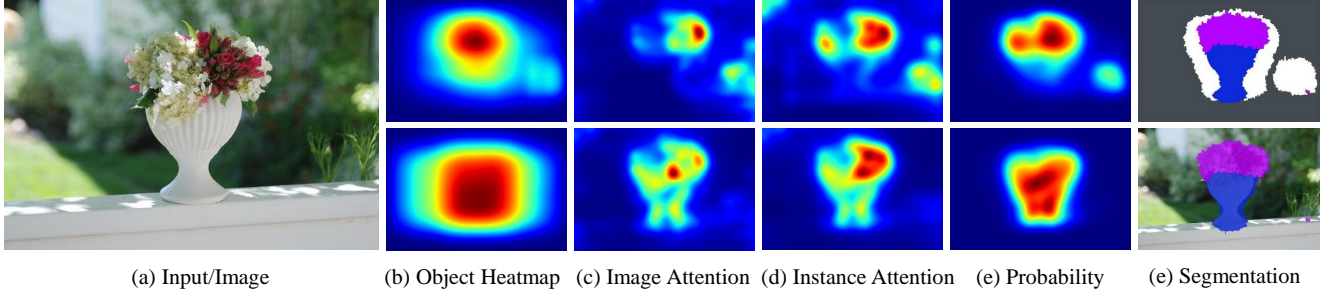 (a) Input/Image
(b) Object Heatmap
(c) Image Attention
(d) Instance Attention
(e) Probability
(e) Segmentation